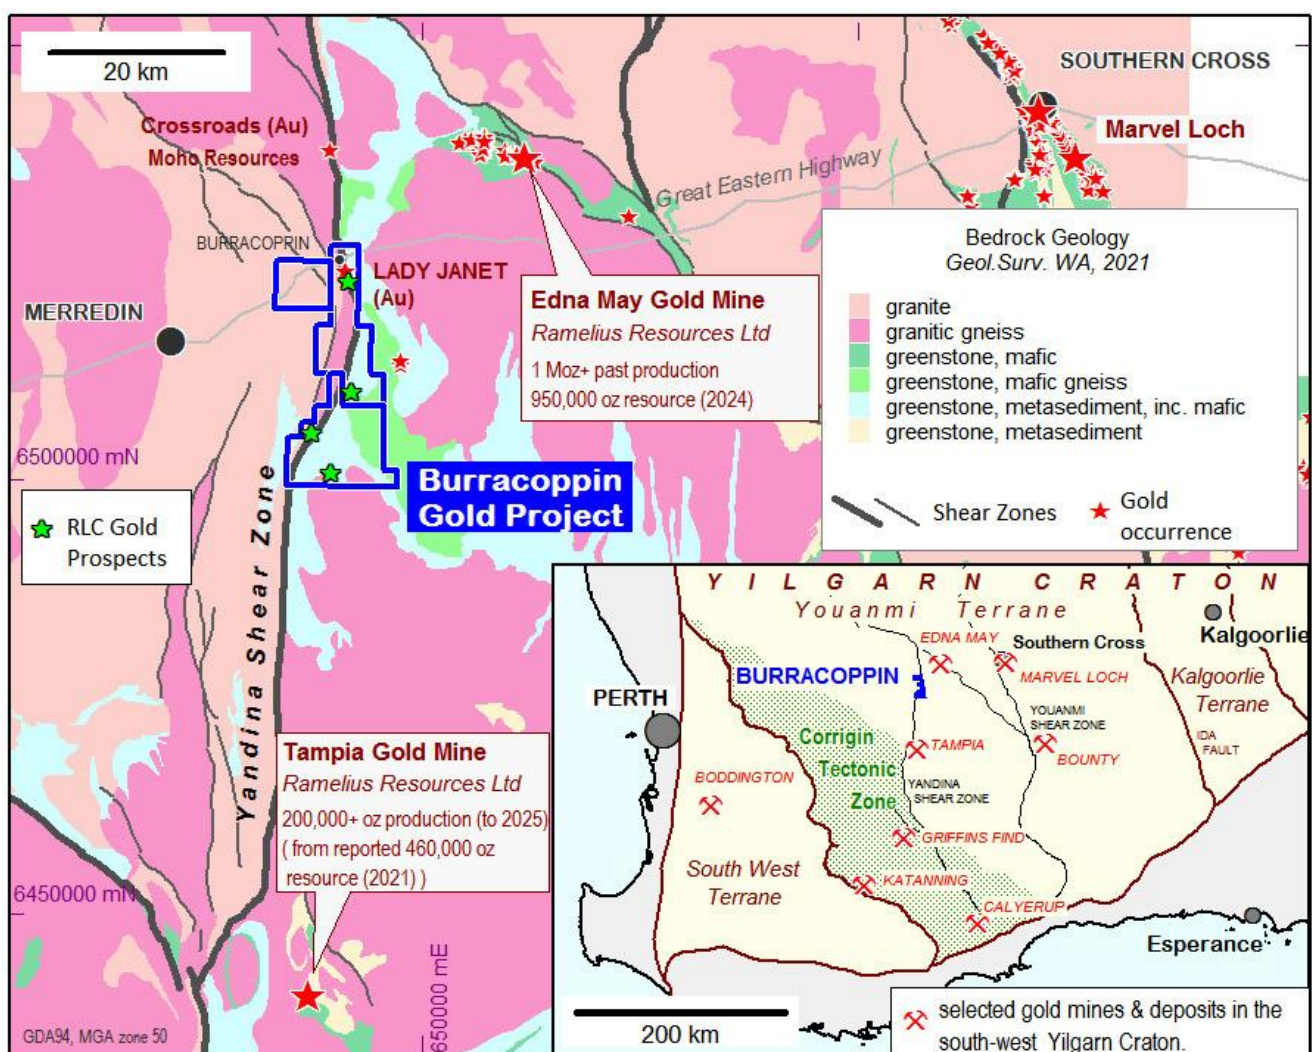 20 km
SOUTHERN CROSS
Crossroads (Au)
Moho Resources
Marvel Loch
Great Eastern Highway
BURRACOPPIN
LADY JANET
(Au)
MERREDIN
Edna May Gold Mine
Ramelius Resources Ltd
1 Moz+ past production
950,000 oz resource (2024)
Bedrock Geology
Geol.Surv. WA, 2021
granite
granitic gneiss
greenstone, mafic
greenstone, mafic gneiss
greenstone, metasediment, inc. mafic
greenstone, metasediment
Shear Zones
Gold
occurrence
6500000 mN
Burracoppin
Gold Project
RLC Gold
Prospects
Yandina Shear Zone
Tampia Gold Mine
Ramelius Resources Ltd
200,000+ oz production (to 2025)
( from reported 460,000 oz
resource (2021) )
6450000 mN
650000 mE
GDA94, MGA zone 50
YILGARN CRATON
Youanmi Terrane
EDNA MAY
Southern Cross
Kalgoorlie
BURRACOPPIN
MARVEL LOCH
Kalgoorlie
Terrane
PERTH
YOUANMI
SHEAR ZONE
IDA
FAULT
Corrigin
Tectonic
Zone
TAMPIA
BOUNTY
BODDINGTON
YANDINA
SHEAR ZONE
GRIFFINS FIND
South West
Terrane
KATANNING
CALYERUP
Esperance
200 km
selected gold mines & deposits in the
south-west Yilgarn Craton.